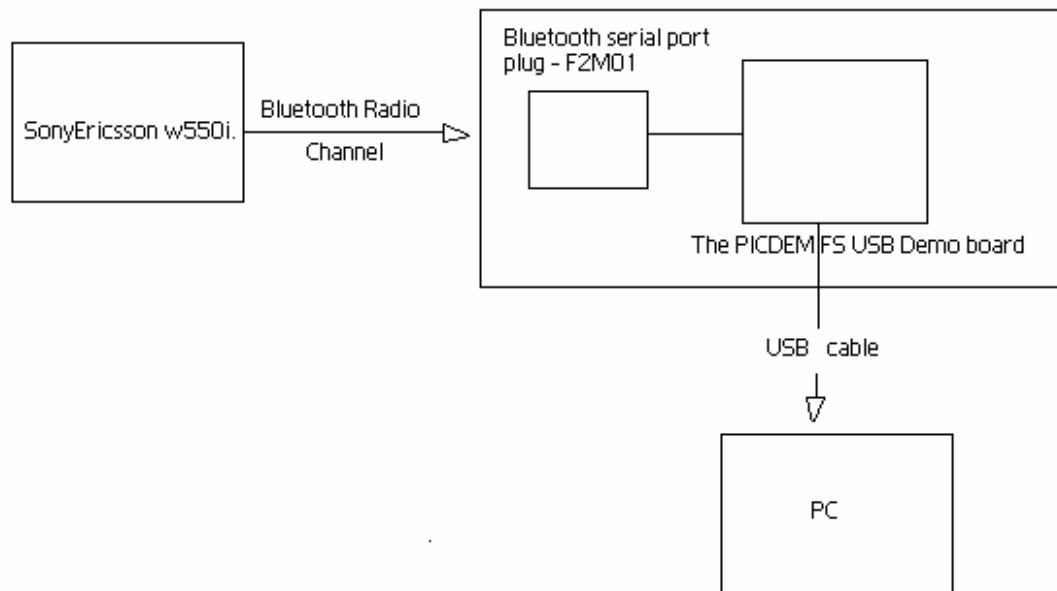 SonyEricsson w550i.
Bluetooth Radio
Channel
Bluetooth serial port
plug - F2M01
The PICDEM FS USB Demo board
USB cable
PC